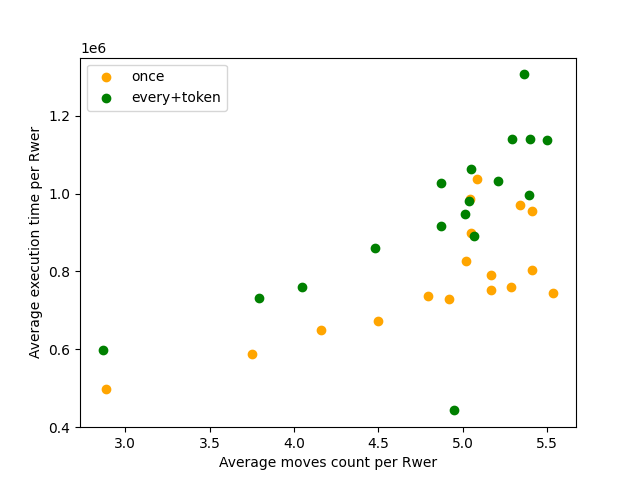 1e6
once
every+token
1.2
1.0
0.8
0.6
0.4
Average execution time per Rwer
3.0 3.5 4.0 4.5 5.0 5.5
Average moves count per Rwer